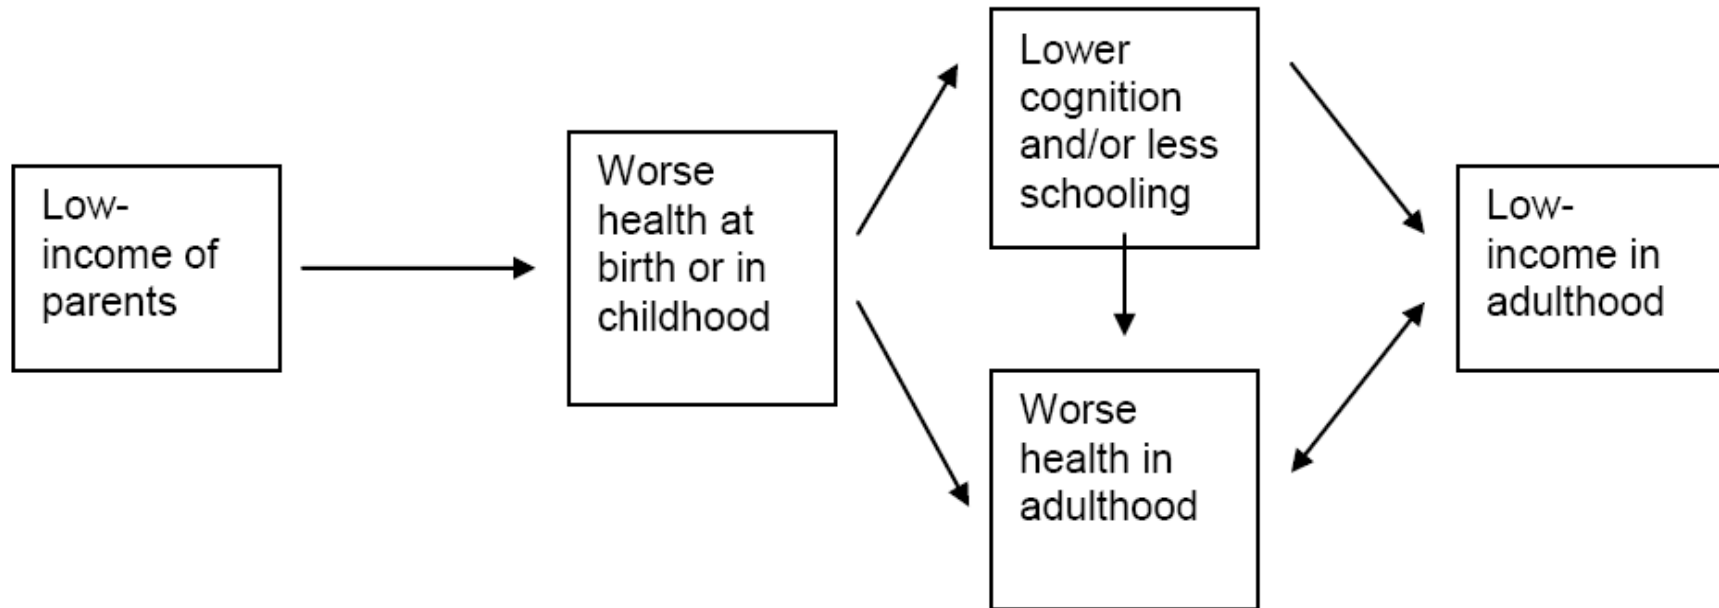 Low-
income of
parents
Worse
health at
birth or in
childhood
Lower
cognition
and/or less
schooling
Worse
health in
adulthood
Low-
income in
adulthood